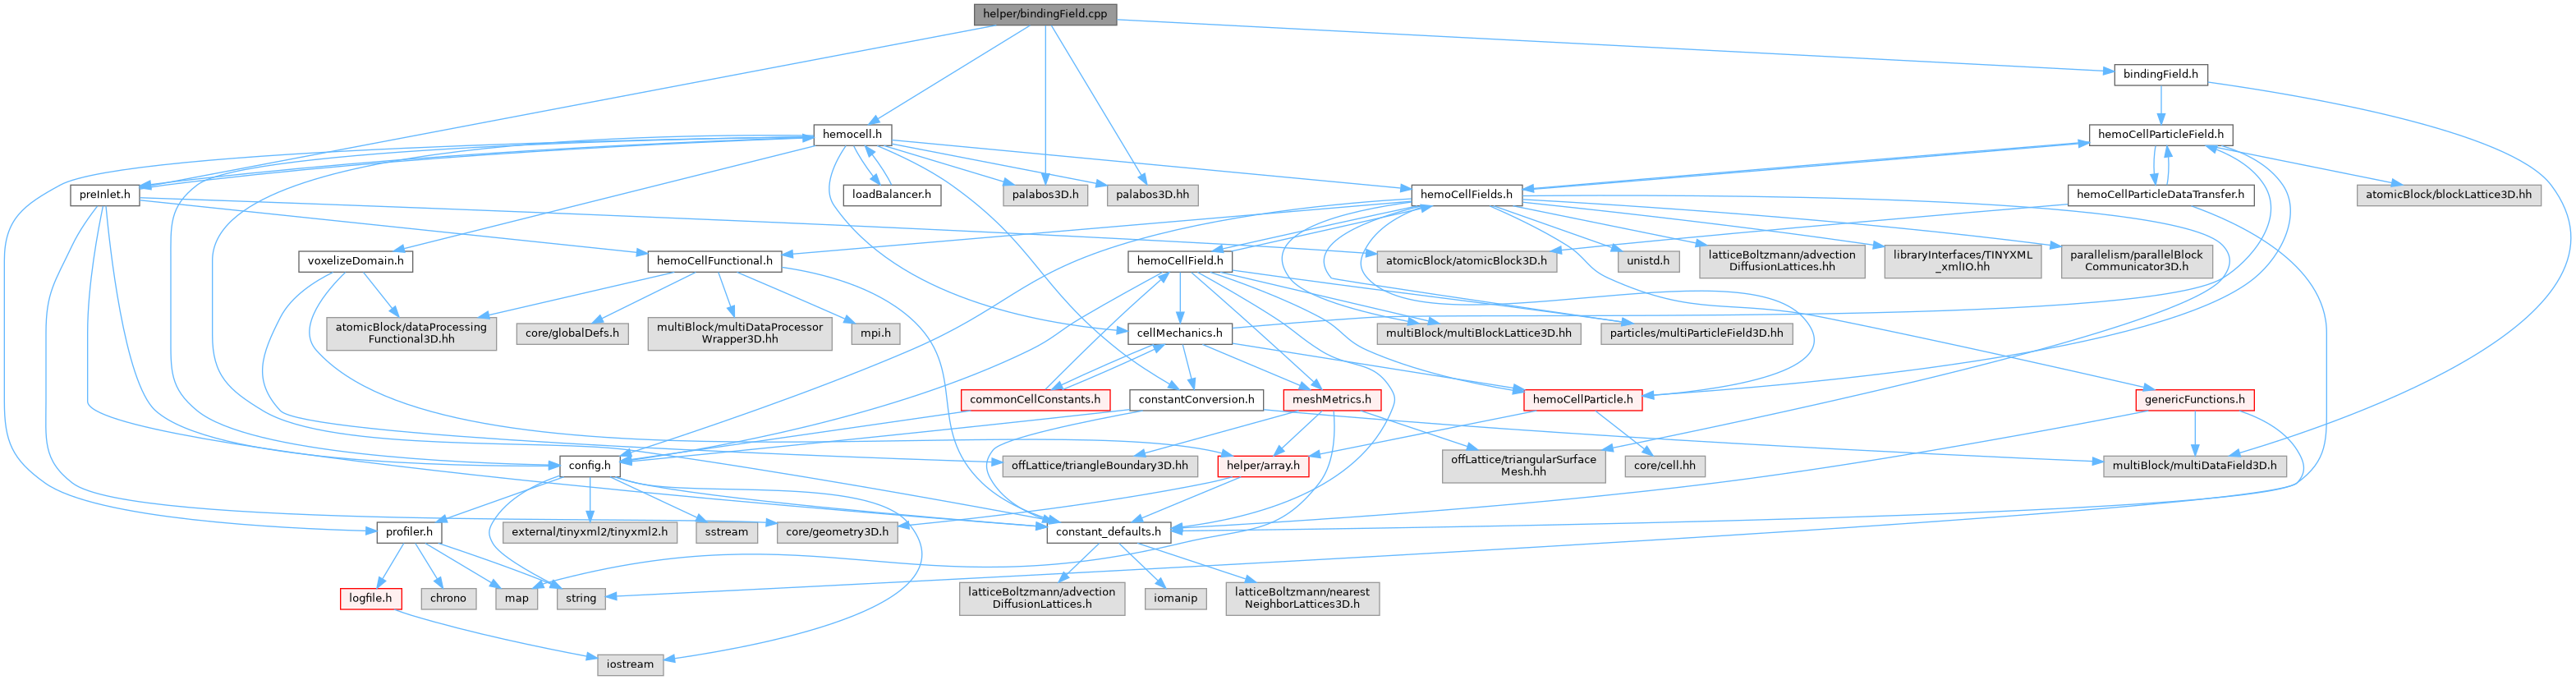 helper/bindingField.cpp
bindingField.h
hemocell.h
hemoCellParticleField.h
preInlet.h
loadBalancer.h
palabos3D.h
palabos3D.hh
hemoCellFields.h
hemoCellParticleDataTransfer.h
atomicBlock/blockLattice3D.hh
voxelizeDomain.h
hemoCellFunctional.h
hemoCellField.h
atomicBlock/atomicBlock3D.h
unistd.h
latticeBoltzmann/advection
DiffusionLattices.hh
libraryInterfaces/TINYXML
_xmlIO.hh
parallelism/parallelBlock
Communicator3D.h
atomicBlock/dataProcessing
Functional3D.hh
core/globalDefs.h
multiBlock/multiDataProcessor
Wrapper3D.hh
mpi.h
cellMechanics.h
multiBlock/multiBlockLattice3D.hh
particles/multiParticleField3D.hh
commonCellConstants.h
constantConversion.h
meshMetrics.h
hemoCellParticle.h
genericFunctions.h
config.h
offLattice/triangleBoundary3D.hh
helper/array.h
offLattice/triangularSurface
Mesh.hh
core/cell.hh
multiBlock/multiDataField3D.h
profiler.h
external/tinyxml2/tinyxml2.h
sstream
core/geometry3D.h
constant_defaults.h
logfile.h
chrono
map
string
latticeBoltzmann/advection
DiffusionLattices.h
iomanip
latticeBoltzmann/nearest
NeighborLattices3D.h
iostream